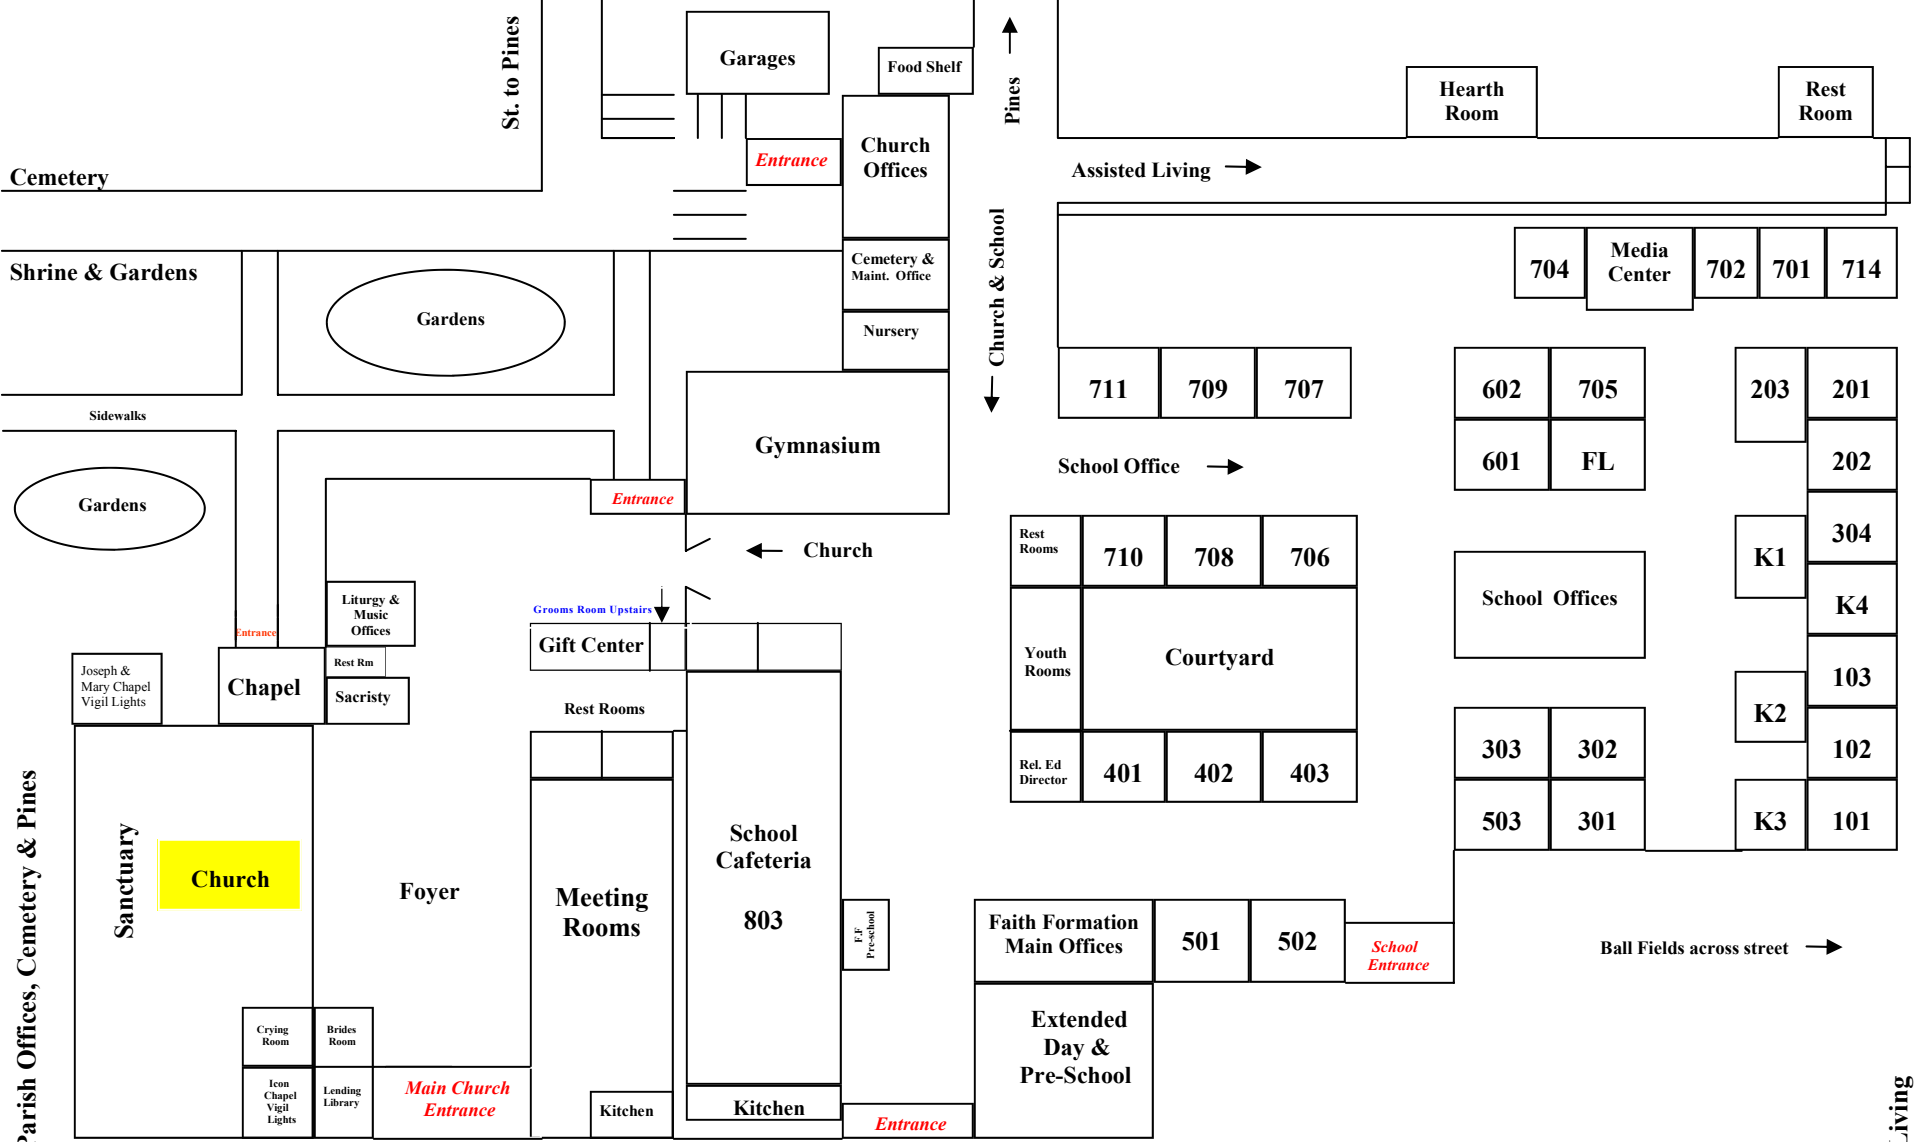 St. to Pines
Garages
Food Shelf
Pines
Hearth
Room
Rest
Room
Cemetery
Entrance
Church
Offices
Assisted Living
Shrine & Gardens
Gardens
Cemetery &
Maint. Office
Nursery
Church & School
704
Media
Center
702
701
714
Sidewalks
Gymnasium
711
709
707
602
705
203
201
School Office
601
FL
202
Gardens
Entrance
Church
Rest
Rooms
710
708
706
K1
304
Liturgy &
Music
Offices
Grooms Room Upstairs
School Offices
K4
Entrance
Gift Center
Joseph &
Mary Chapel
Vigil Lights
Chapel
Rest Rm
Sacristy
Rest Rooms
Youth
Rooms
Courtyard
103
K2
303
302
102
Rel. Ed
Director
401
402
403
503
301
K3
101
Parish Offices, Cemetery & Pines
Sanctuary
Church
Foyer
Meeting
Rooms
School
Cafeteria
803
F.F
Pre-school
Faith Formation
Main Offices
501
502
School
Entrance
Ball Fields across street
Crying
Room
Brides
Room
Extended
Day &
Pre-School
Icon
Chapel
Vigil
Lights
Lending
Library
Main Church
Entrance
Kitchen
Kitchen
Entrance
Living